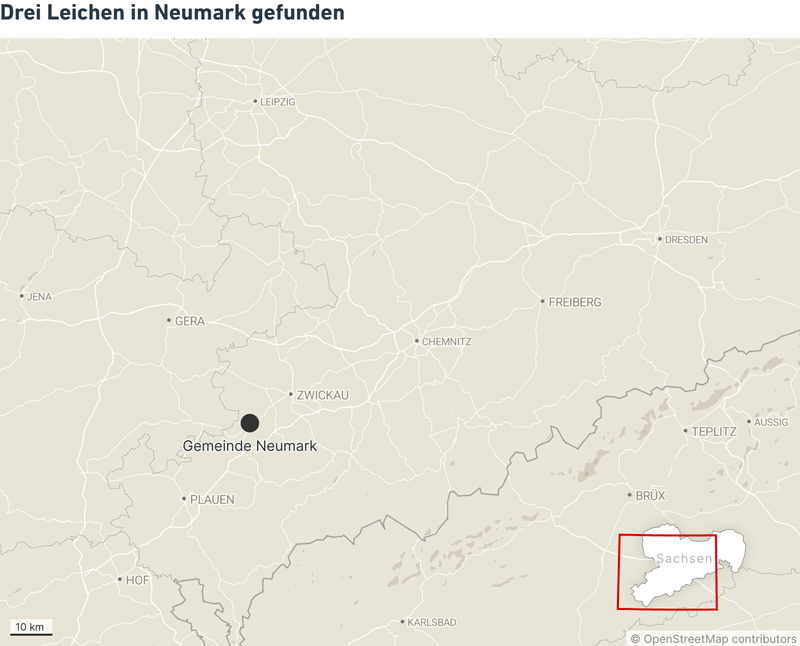 Drei Leichen in Neumark gefunden
LEIPZIG
DRESDEN
JENA
FREIBERG
GERA
CHEMNITZ
ZWICKAU
AUSSIG
TEPLITZ
Gemeinde Neumark
BRÜX
PLAUEN
Sachsen
HOF
KARLSBAD
10 km
© OpenStreetMap contributors